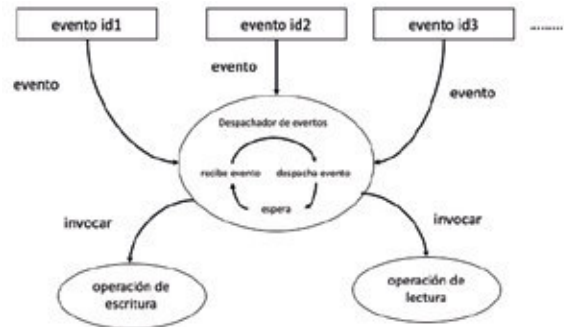 evento id1
evento id2
evento id3
.........
evento
evento
evento
Despachador de eventos
recibe evento
despacha evento
espera
invocar
invocar
operación de
escritura
operación de
lectura